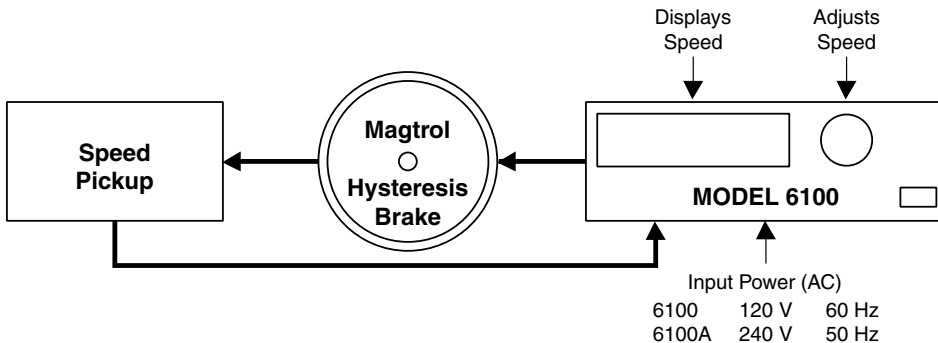 Displays
Speed
Adjusts
Speed
Speed
Pickup
Magtrol
Hysteresis
Brake
MODEL 6100
Input Power (AC)
6100 120 V 60 Hz
6100A 240 V 50 Hz